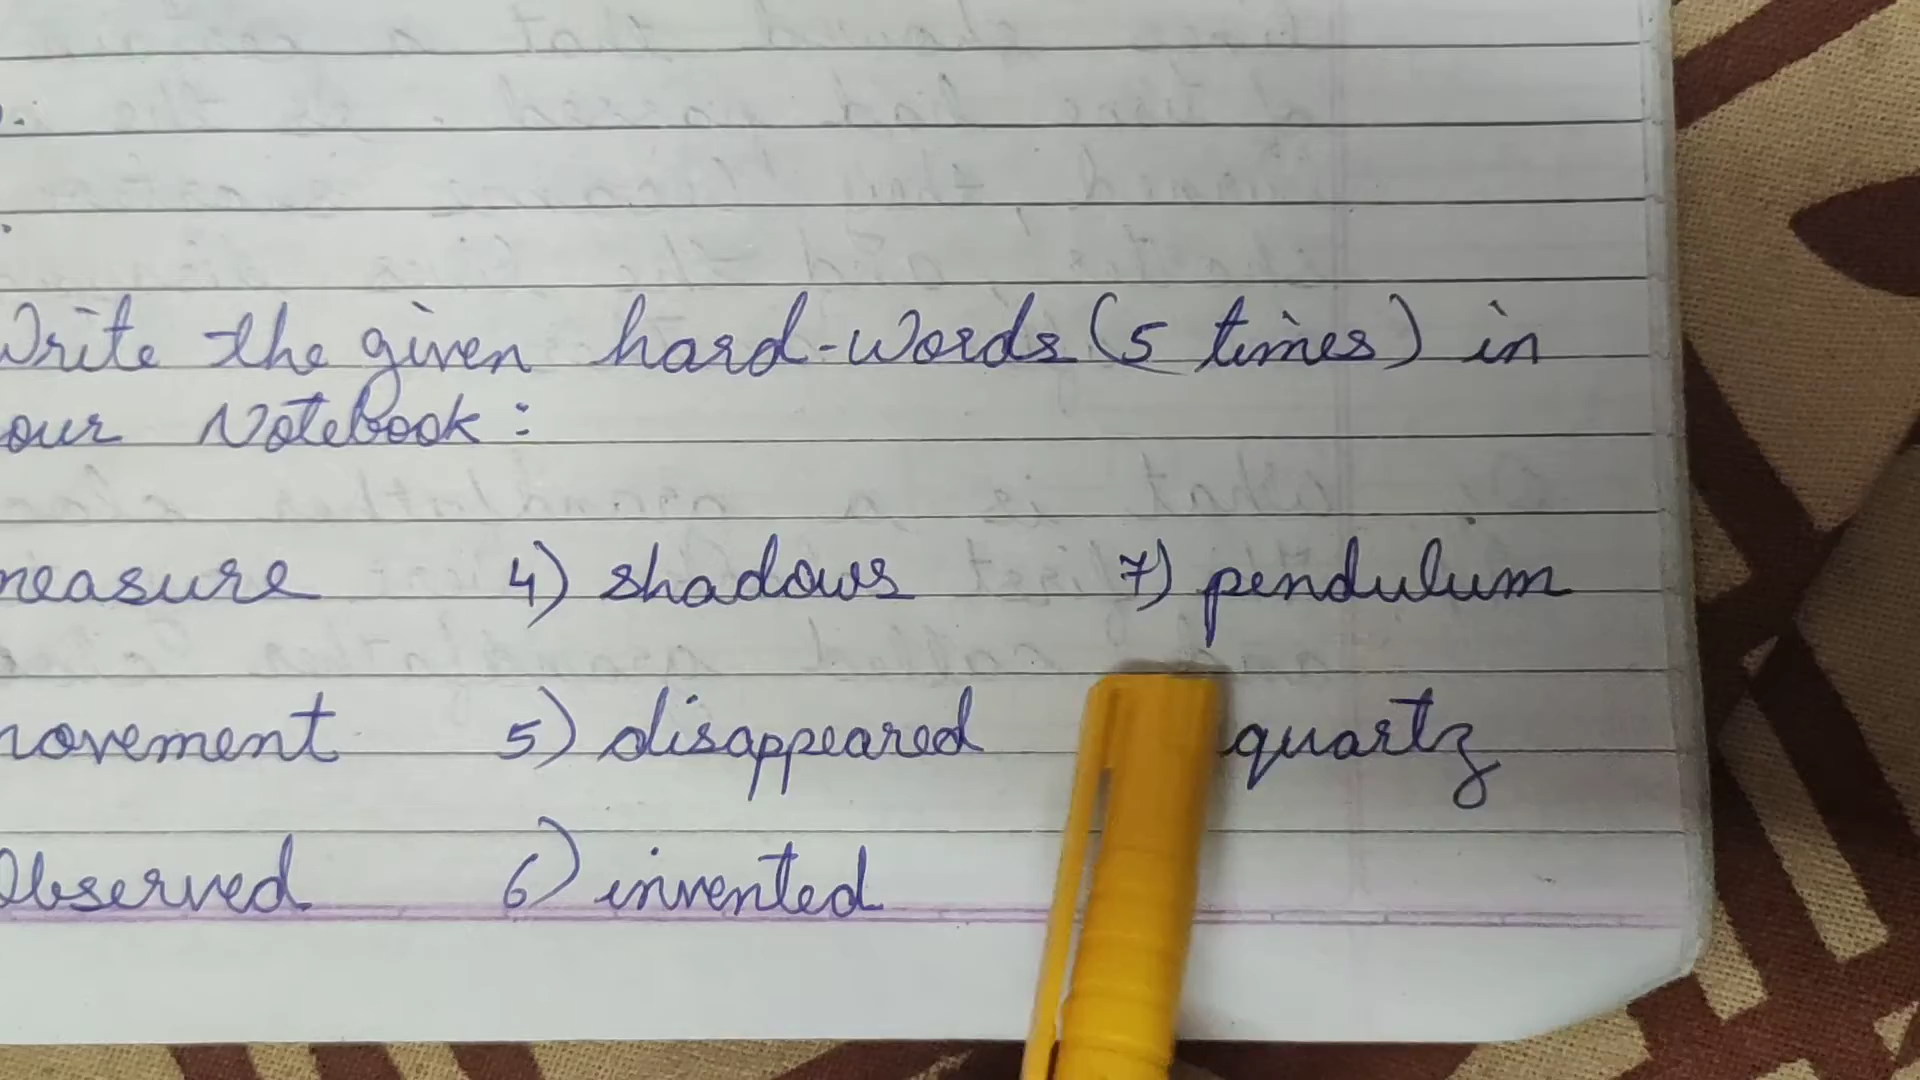 Write the given hard-words (5 times) in
our Notebook:
measure 4) shadows 7) pendulum
movement 5) disappeared quartz
Observed 6) invented